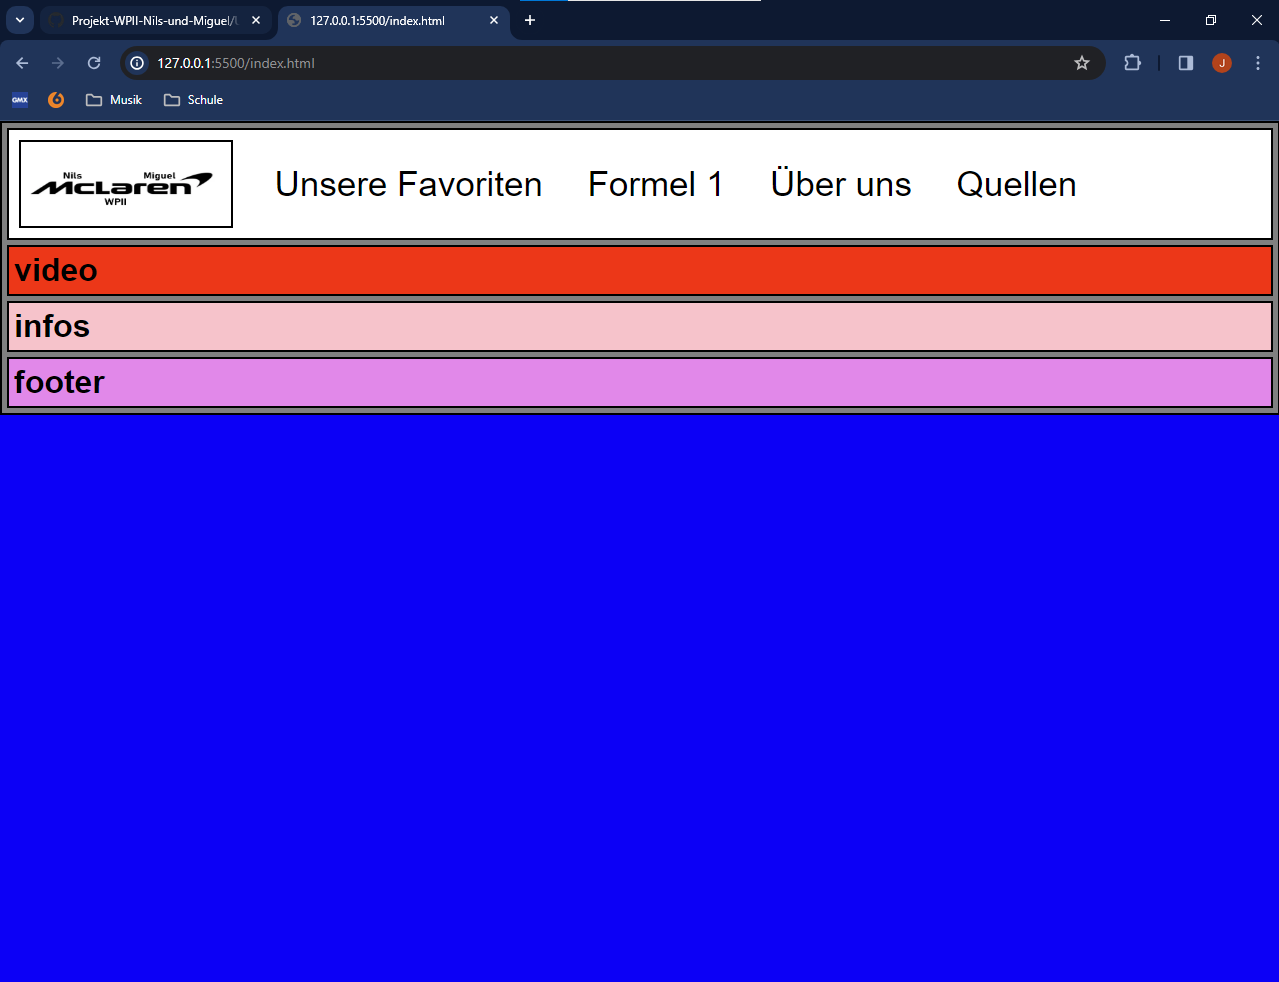 Projekt-WPII-Nils-und-Miguel/
127.0.0.1:5500/index.html
127.0.0.1:5500/index.html
J
GMX
Musik
Schule
Nils Miguel
McLaren
WPII
Unsere Favoriten Formel 1 Über uns Quellen
video
infos
footer